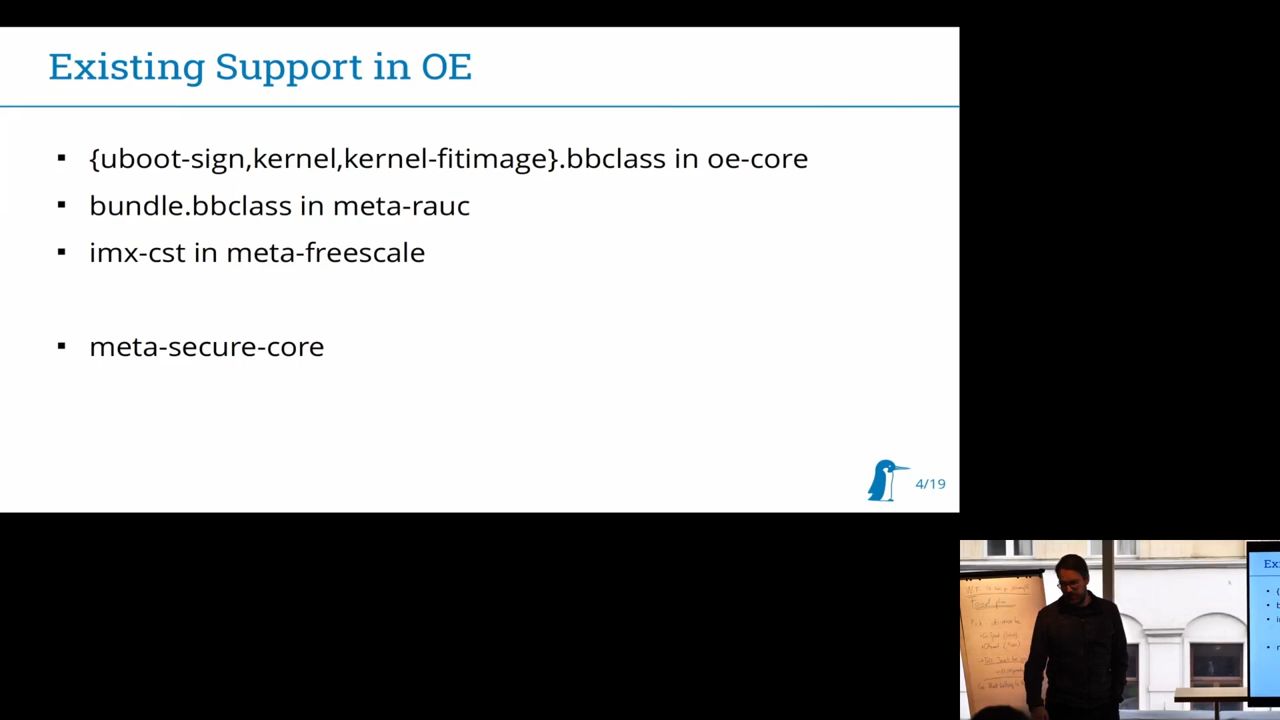 Existing Support in OE
▪ {uboot-sign,kernel,kernel-fitimage}.bbclass in oe-core
▪ bundle.bbclass in meta-rauc
▪ imx-cst in meta-freescale
▪ meta-secure-core
4/19